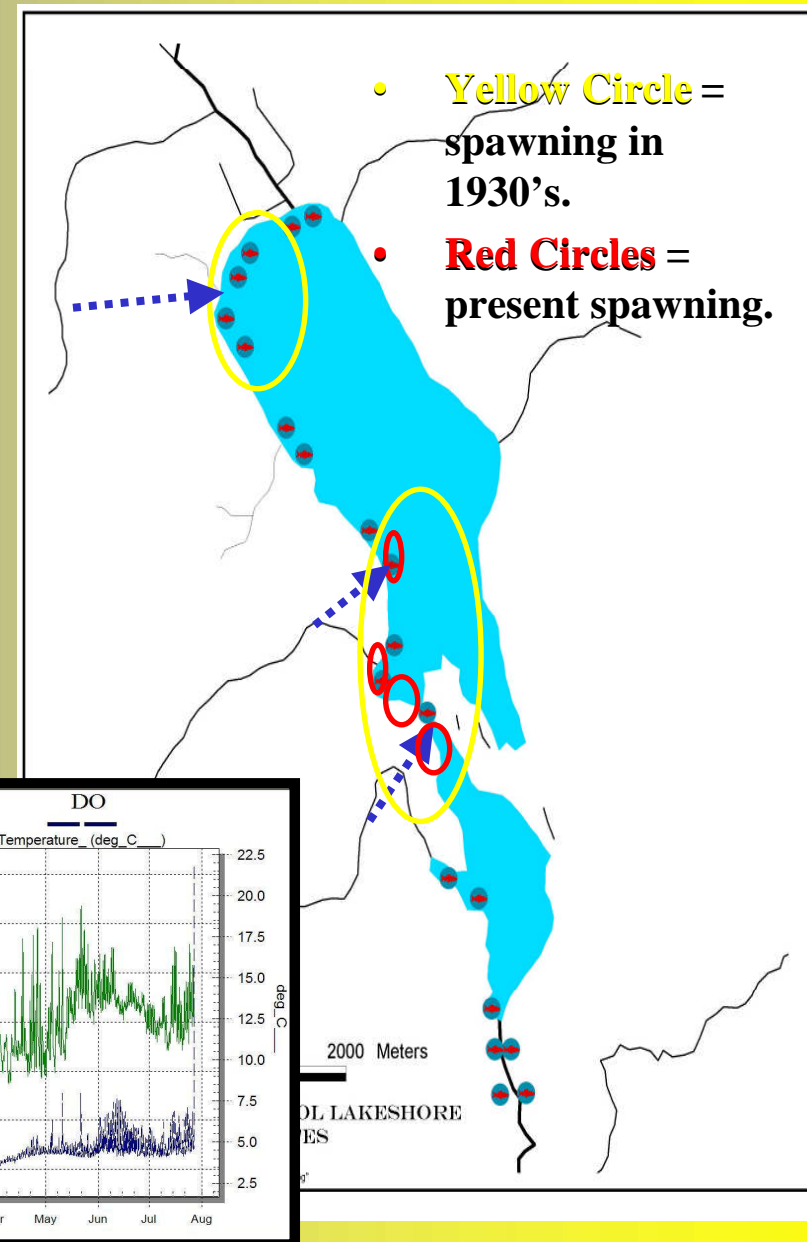 • Yellow Circle =
spawning in
1930’s.
• Red Circles =
present spawning.
DO
Temperature_ (deg_C___)
22.5
20.0
17.5
15.0
12.5
10.0
7.5
5.0
2.5
deg_C___
May Jun Jul Aug
2000 Meters
LAKESHORE